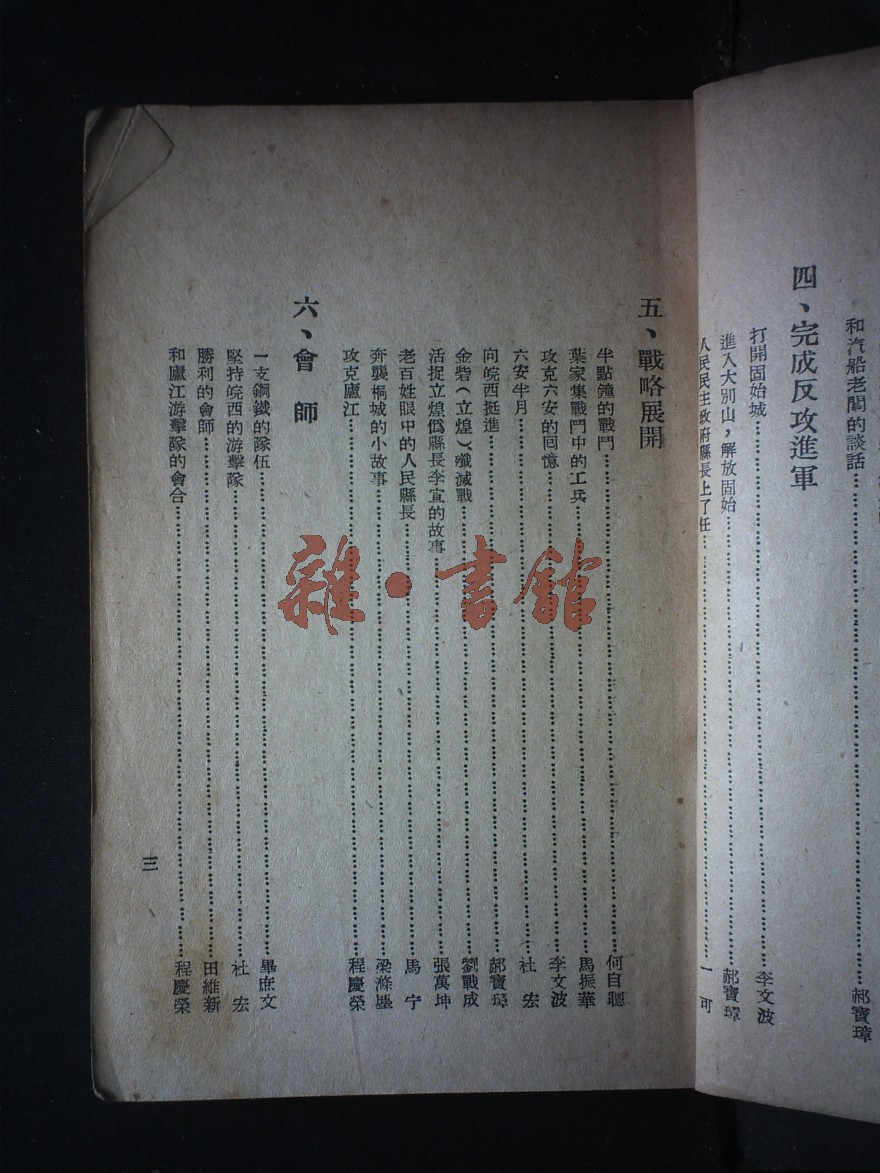 和汽船老闆的談話……郝寶璋
四、完成反攻進軍
打開固始城……李文波
進入大別山，解放固始……郝寶璋
人民民主政府縣長上了任……一可
五、戰略展開
半點鐘的戰鬥……何自聰
葉家集戰鬥中的工兵……馬振華
攻克六安的回憶……李文波
六安半月……杜宏
向皖西挺進……郝寶璋
金砦（立煌）殲滅戰……劉戰成
活捉立煌僞縣長李宣的故事……張萬坤
老百姓眼中的人民縣長……馬宁
奔襲桐城的小故事……梁滌塵
攻克廬江……程慶榮
六、會師
一支鋼鐵的隊伍……畢庶文
堅持皖西的游擊隊……杜宏
勝利的會師……田維新
和廬江游擊隊的會合……程慶榮
三
雜·書館